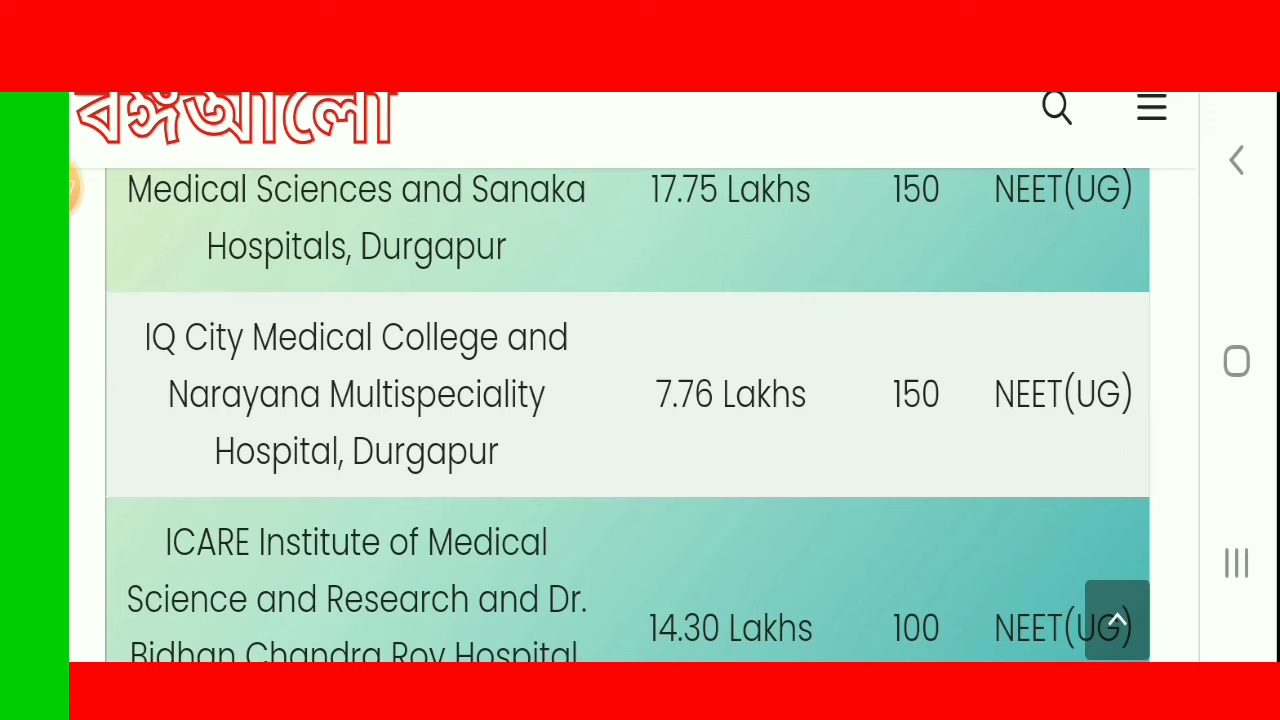 বঙ্গআলো
Medical Sciences and Sanaka 17.75 Lakhs 150 NEET(UG)
Hospitals, Durgapur
IQ City Medical College and
Narayana Multispeciality 7.76 Lakhs 150 NEET(UG)
Hospital, Durgapur
ICARE Institute of Medical
Science and Research and Dr.
14.30 Lakhs 100 NEET(UG)
Bidhan Chandra Roy Hospital